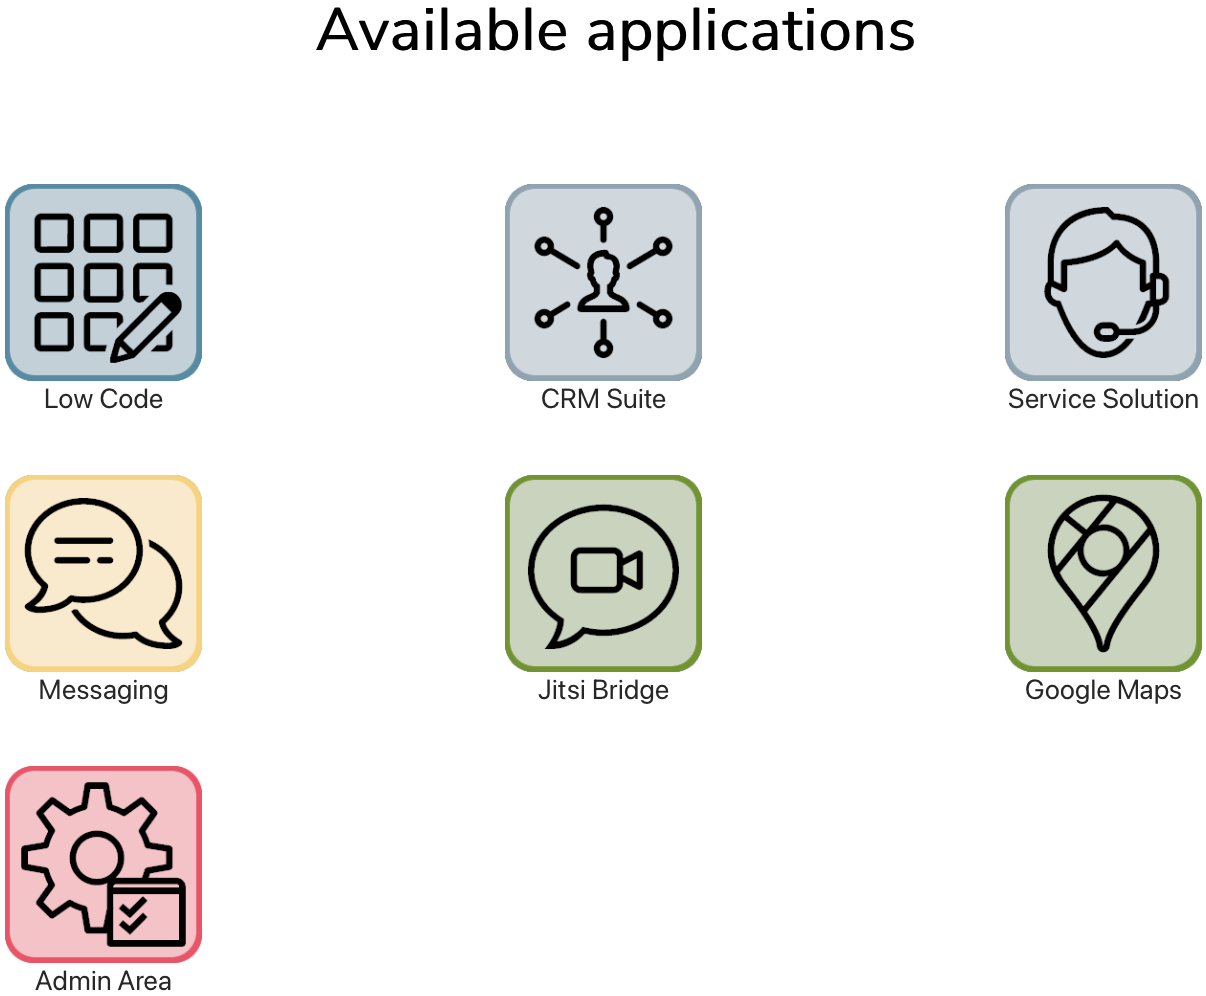 Available applications
Low Code
CRM Suite
Service Solution
Messaging
Jitsi Bridge
Google Maps
Admin Area